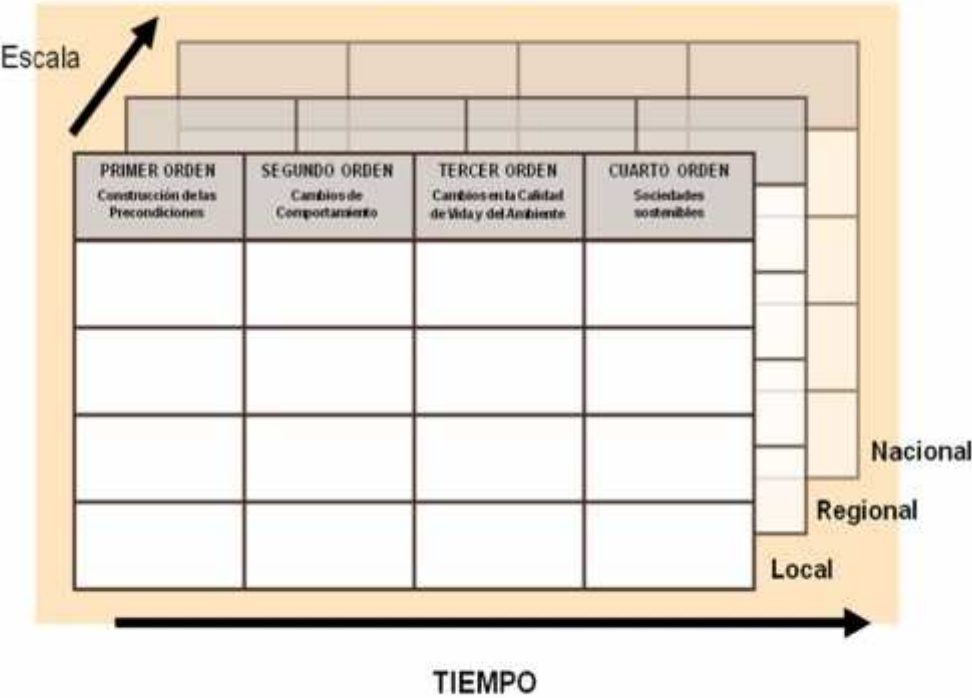 Escala
PRIMER ORDEN
Construcción de las
Precondiciones
SEGUNDO ORDEN
Cambios de
Comportamiento
TERCER ORDEN
Cambios en la Calidad
de Vida y del Ambiente
CUARTO ORDEN
Sociedades
sostenibles
Nacional
Regional
Local
TIEMPO